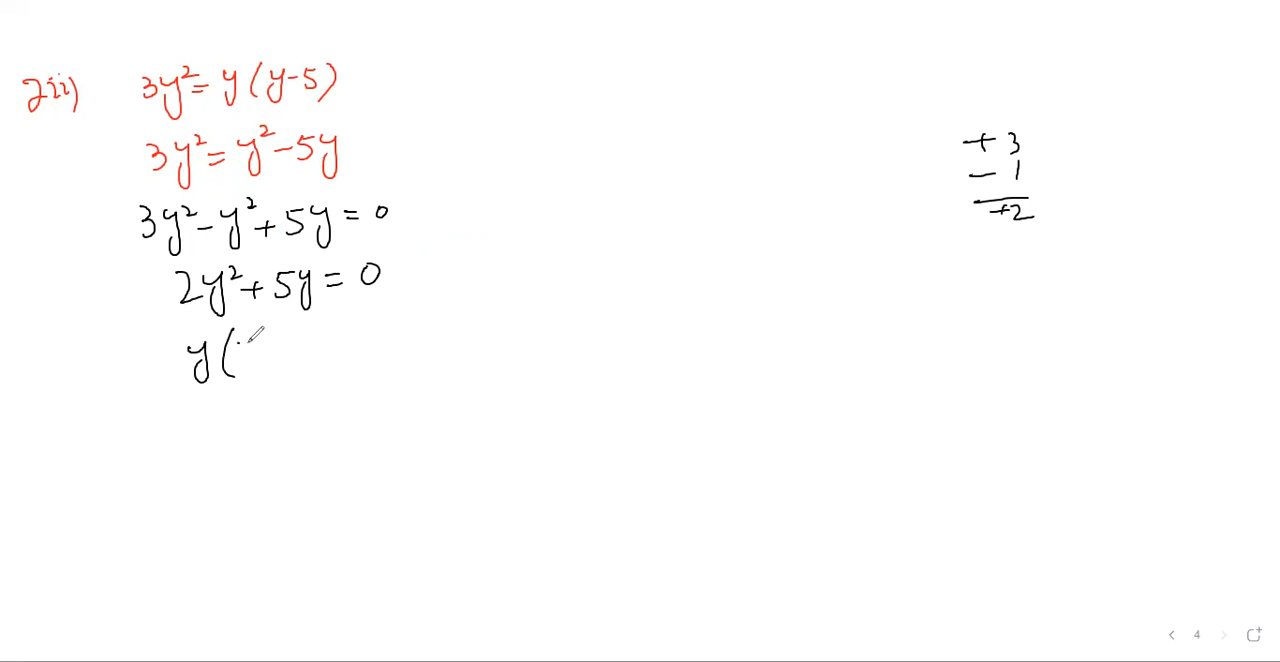 2ii) 3y² = y(y-5)
3y² = y² - 5y
3y² - y² + 5y = 0
2y² + 5y = 0
y(
+ 3
- 1
+2
4